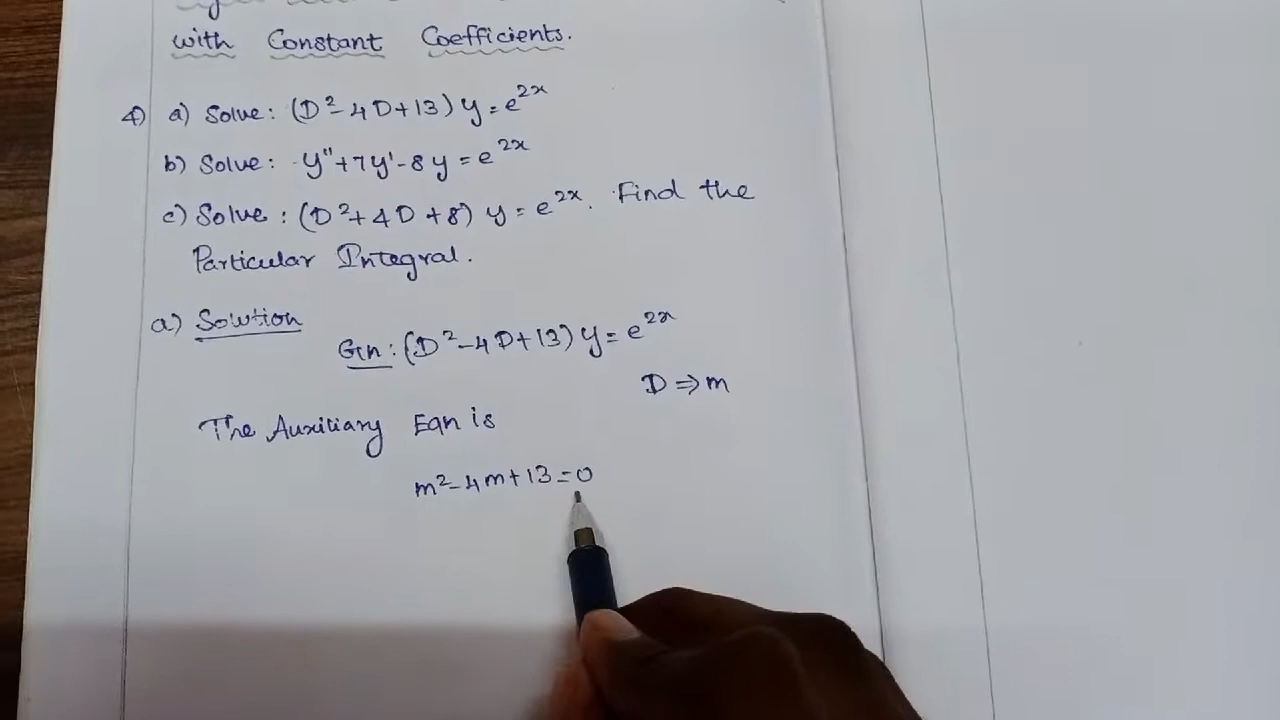 with Constant Coefficients.
4) a) Solve: (D²-4D+13)y=e^2x
b) Solve: y''+7y'-8y=e^2x
c) Solve: (D²+4D+8)y=e^2x. Find the
Particular Integral.
a) Solution
Gn: (D²-4D+13)y=e^2x
D⇒m
The Auxiliary Eqn is
m²-4m+13=0